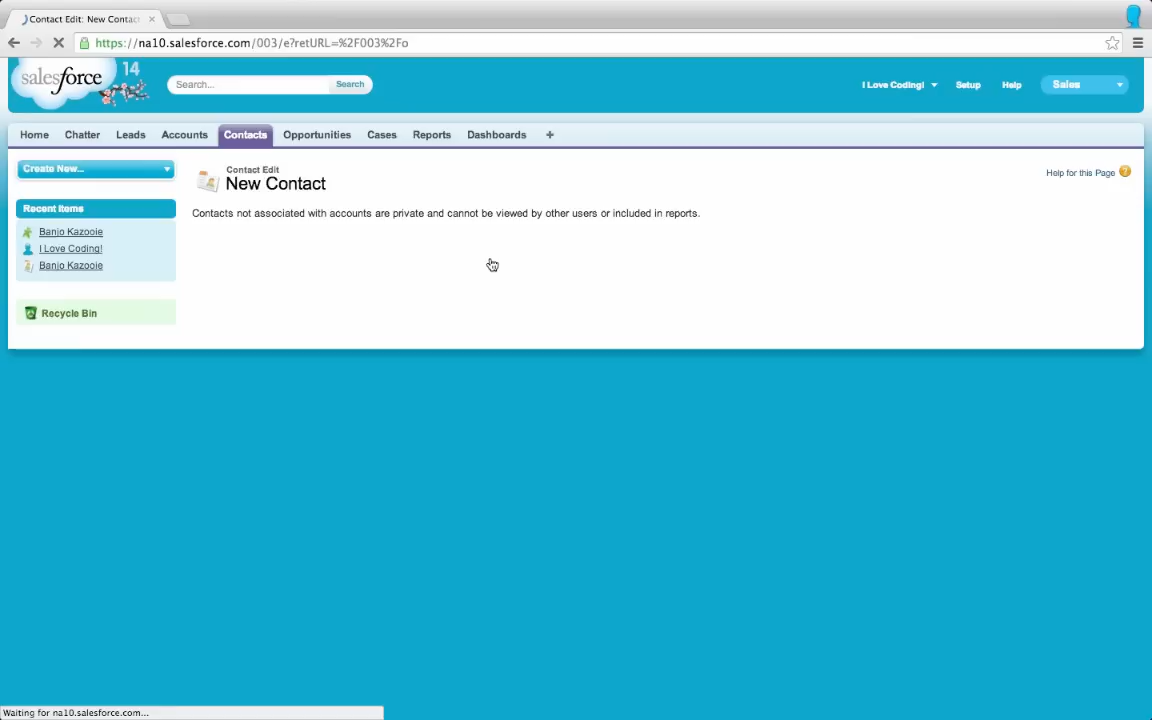 Contact Edit: New Contac
https://na10.salesforce.com/003/e?retURL=%2F003%2Fo
salesforce
14
Search...
Search
I Love Coding!
Setup
Help
Sales
Home
Chatter
Leads
Accounts
Contacts
Opportunities
Cases
Reports
Dashboards
+
Create New...
Contact Edit
New Contact
Help for this Page ?
Recent Items
Contacts not associated with accounts are private and cannot be viewed by other users or included in reports.
Banjo Kazooie
I Love Coding!
Banjo Kazooie
Recycle Bin
Waiting for na10.salesforce.com...